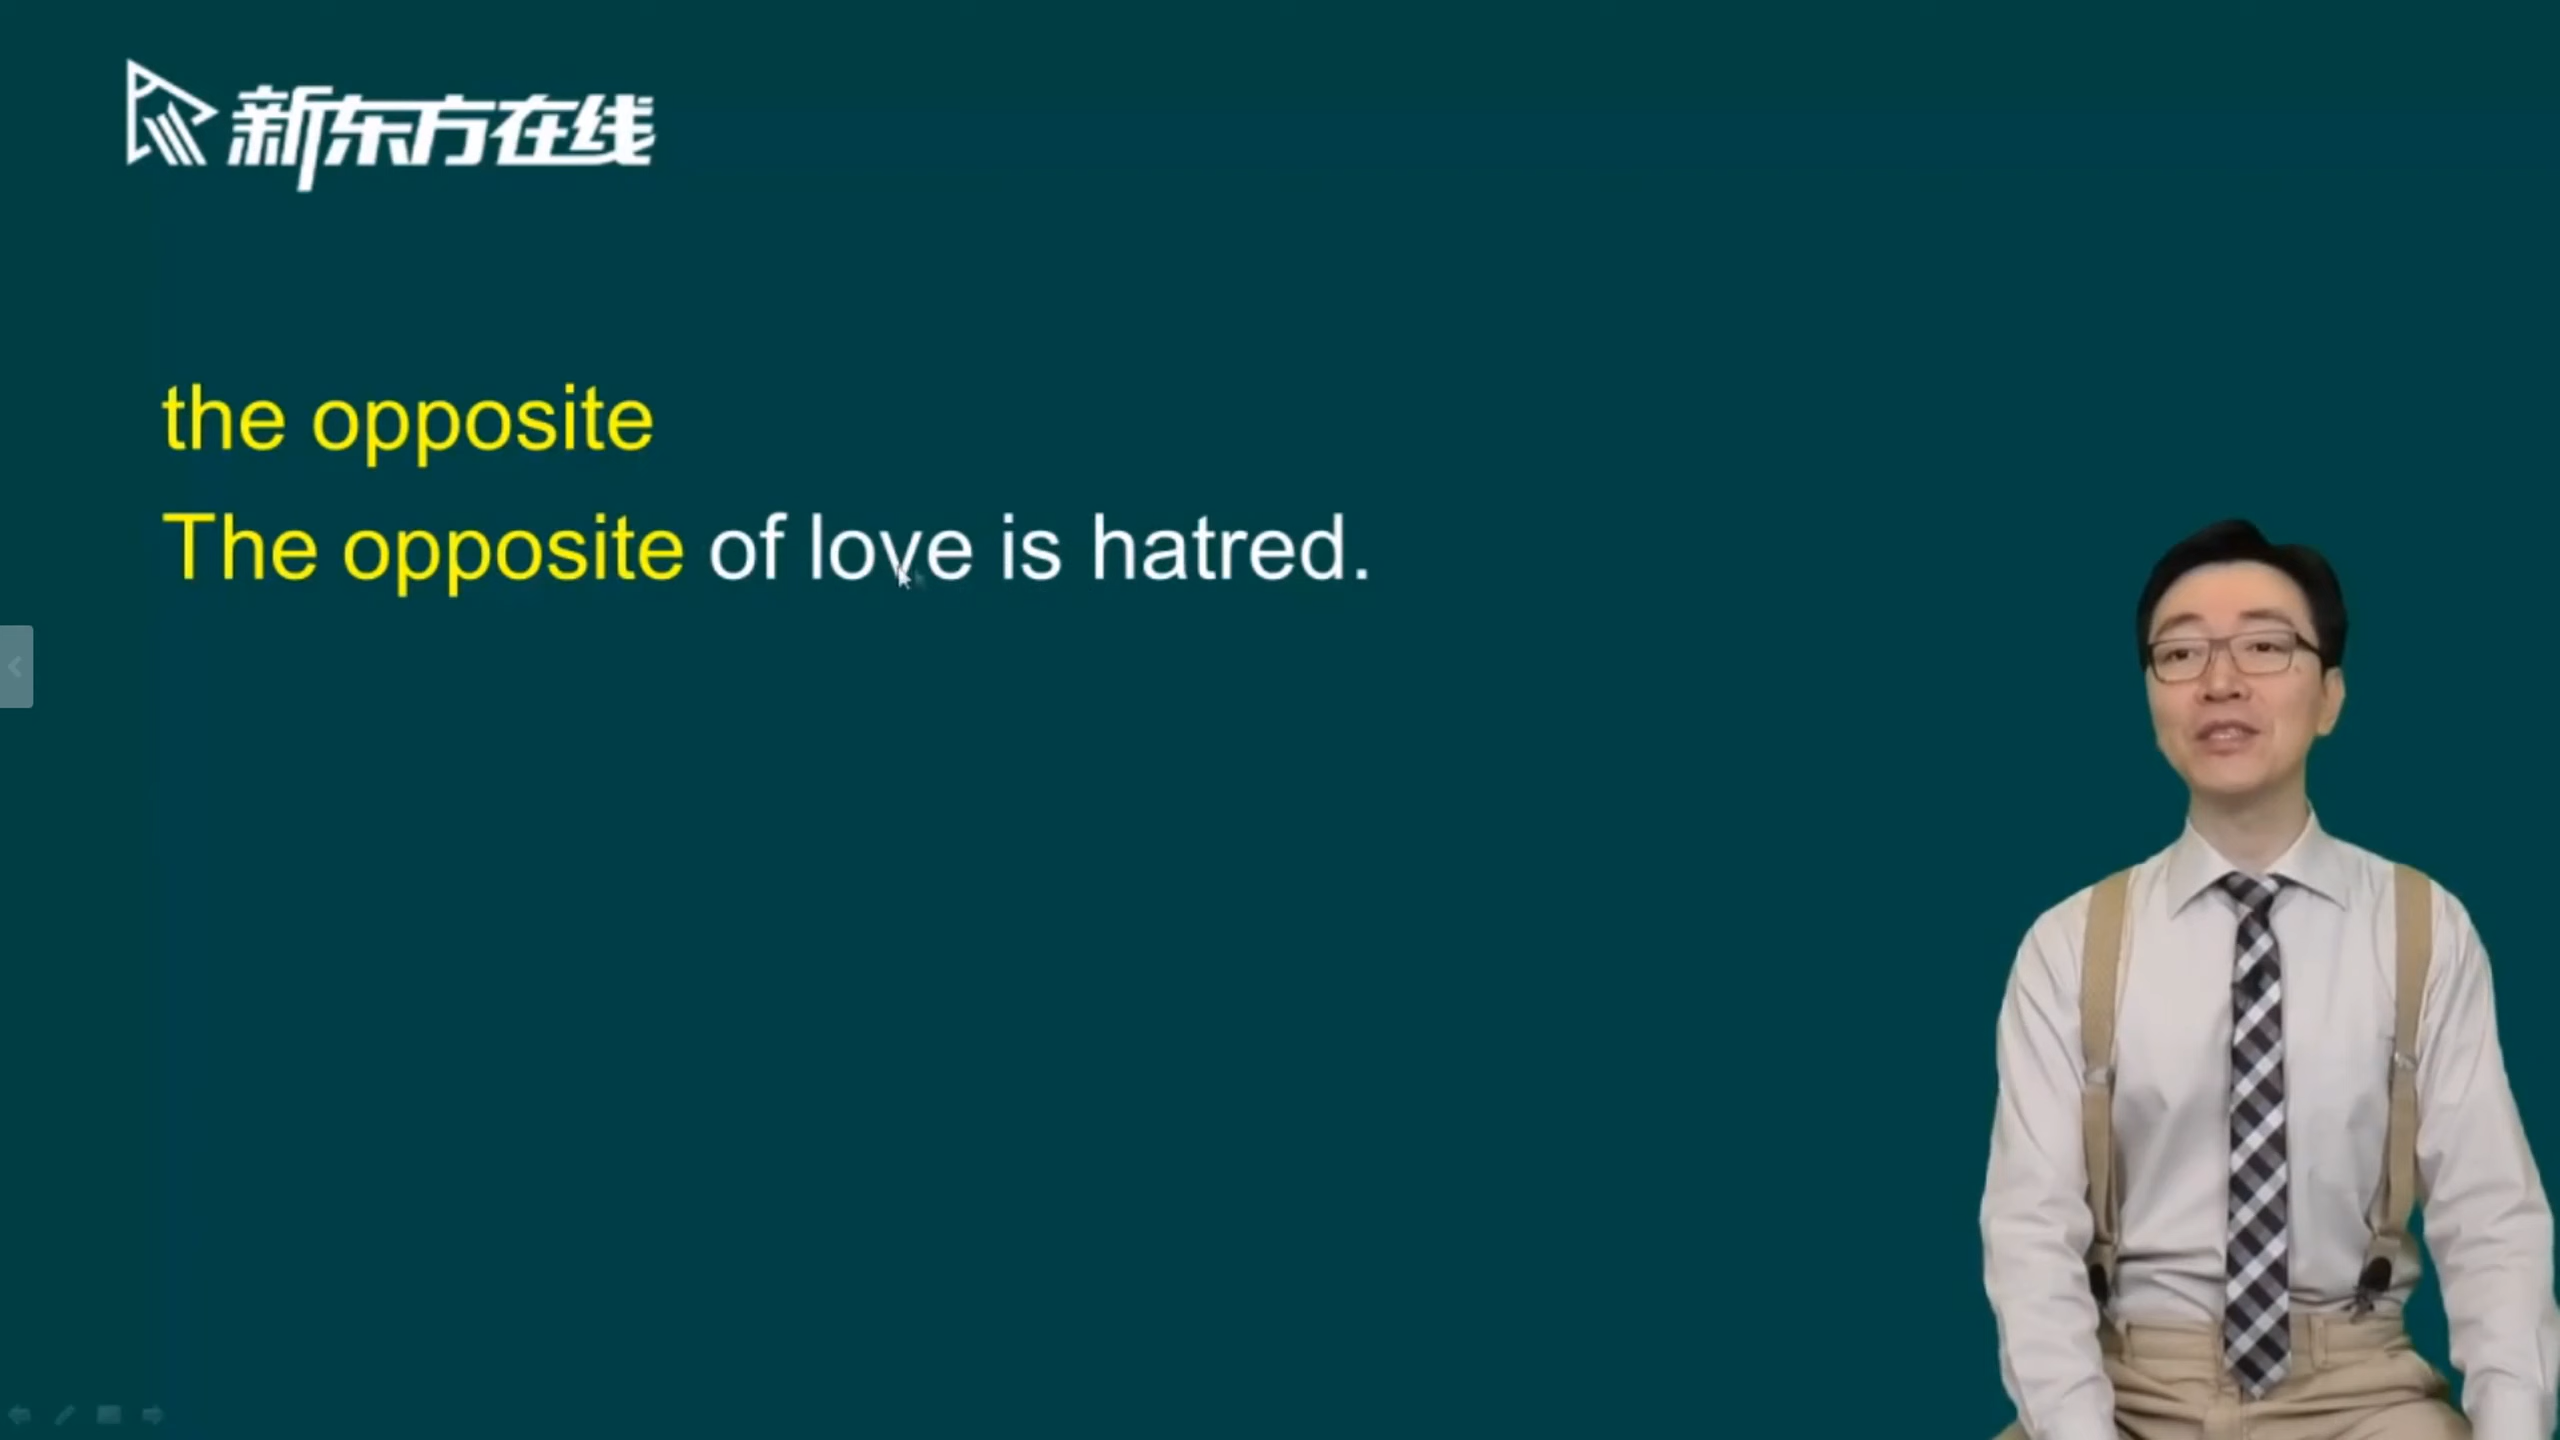 新东方在线
the opposite
The opposite of love is hatred.